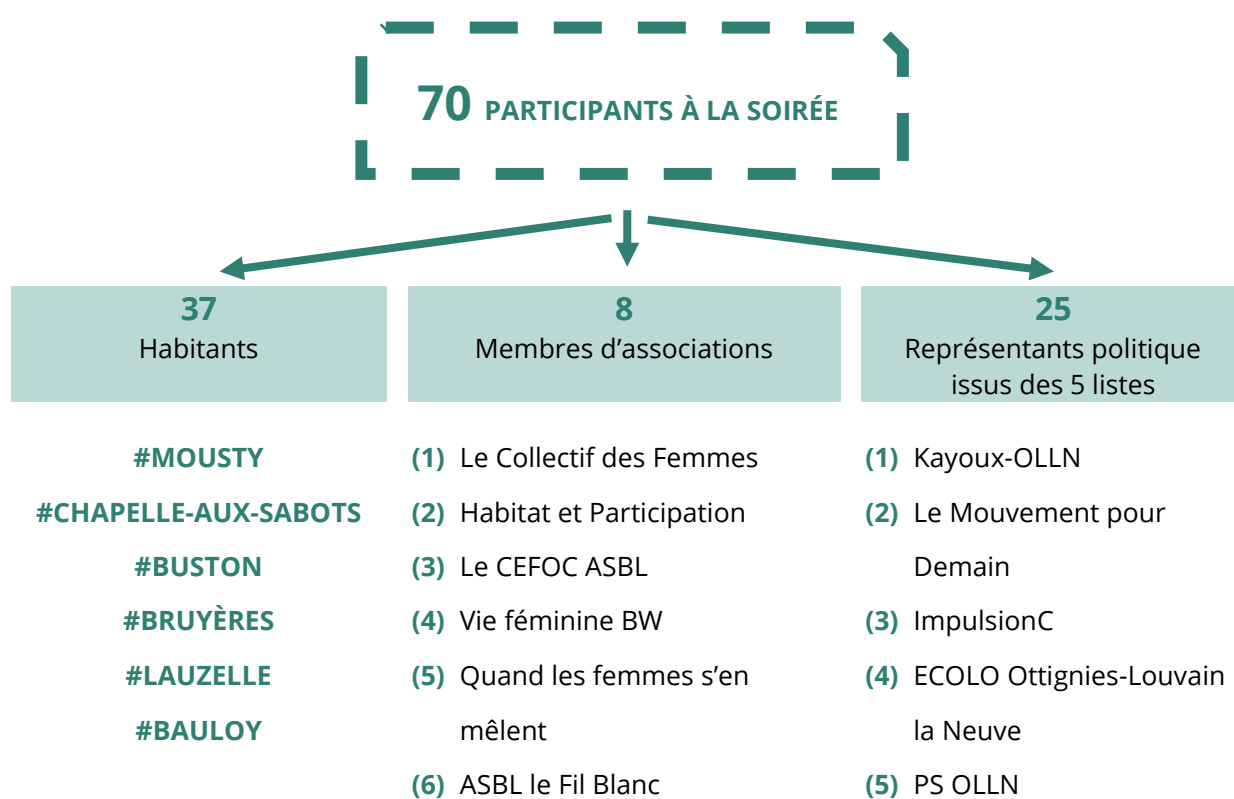 70 PARTICIPANTS À LA SOIRÉE
37
Habitants
#MOUSTY
#CHAPELLE-AUX-SABOTS
#BUSTON
#BRUYÈRES
#LAUZELLE
#BAULOY
8
Membres d'associations
(1) Le Collectif des Femmes
(2) Habitat et Participation
(3) Le CEFOC ASBL
(4) Vie féminine BW
(5) Quand les femmes s'en
mêlent
(6) ASBL le Fil Blanc
25
Représentants politique
issus des 5 listes
(1) Kayoux-OLLN
(2) Le Mouvement pour
Demain
(3) ImpulsionC
(4) ECOLO Ottignies-Louvain
la Neuve
(5) PS OLLN